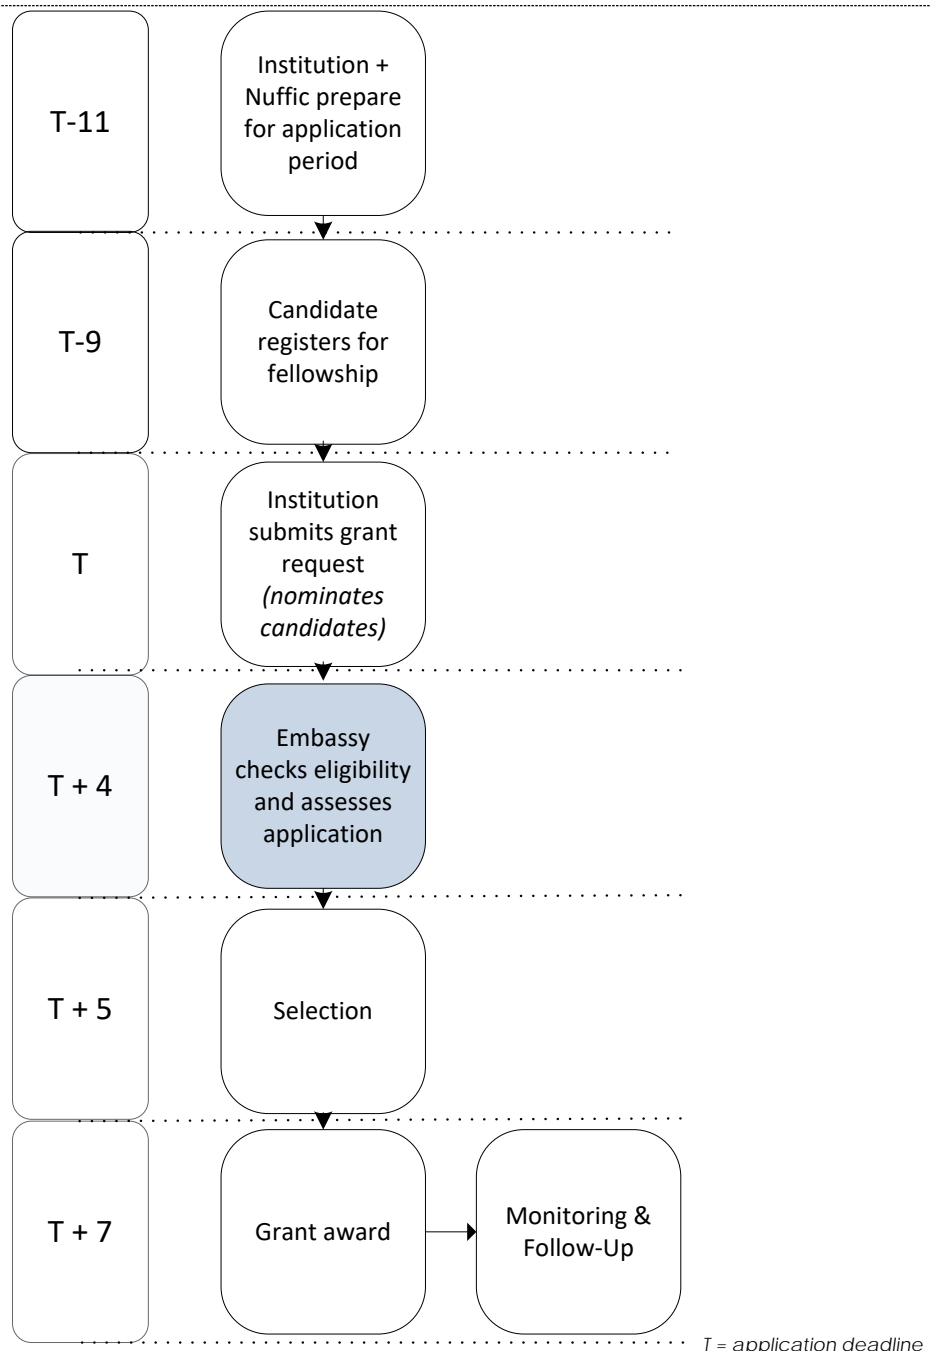 T-11
Institution +
Nuffic prepare
for application
period
T-9
Candidate
registers for
fellowship
T
Institution
submits grant
request
(nominates
candidates)
T + 4
Embassy
checks eligibility
and assesses
application
T + 5
Selection
T + 7
Grant award
Monitoring &
Follow-Up
T = application deadline